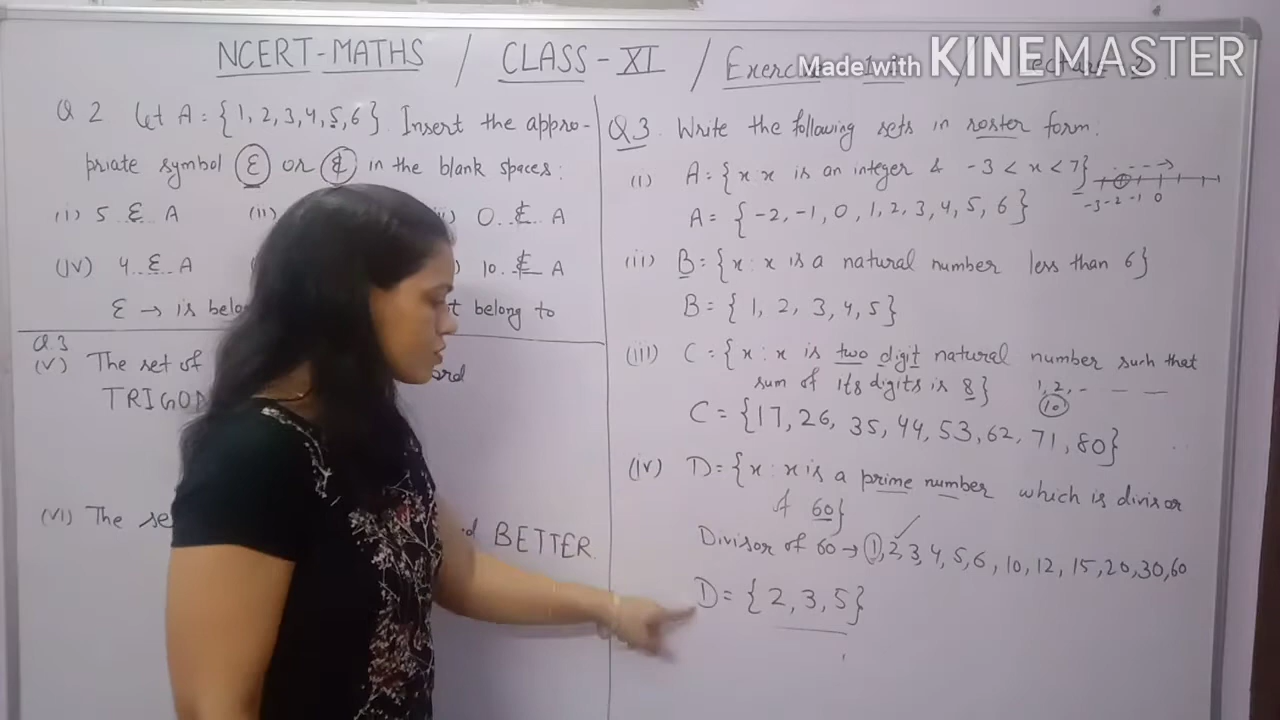 NCERT-MATHS / CLASS-XI / Exerci
Made with KINEMASTER
Q 2 Let A = {1, 2, 3, 4, 5, 6}. Insert the appro-
priate symbol Ɛ or ∉ in the blank spaces:
(i) 5 .Ɛ. A (ii) 0..∉. A
(iv) 4..Ɛ. A 10..∉ A
Ɛ → is belo t belong to
Q.3
(v) The set of
TRIGO
(vi) The se BETTER
Q.3 Write the following sets in roster form:
(i) A = {x x is an integer & -3 < x < 7}
-3 -2 -1 0
A = {-2, -1, 0, 1, 2, 3, 4, 5, 6}
(ii) B = {x : x is a natural number less than 6}
B = {1, 2, 3, 4, 5}
(iii) C = {x : x is two digit natural number such that
sum of its digits is 8} 1, 2, - — —
10
C = {17, 26, 35, 44, 53, 62, 71, 80}
(iv) D = {x : x is a prime number which is divisor
of 60}
Divisor of 60 → 1, 2, 3, 4, 5, 6, 10, 12, 15, 20, 30, 60
D = {2, 3, 5}